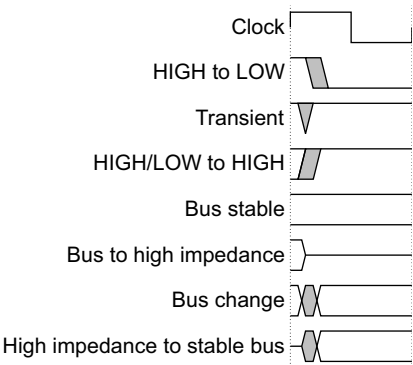 Clock
HIGH to LOW
Transient
HIGH/LOW to HIGH
Bus stable
Bus to high impedance
Bus change
High impedance to stable bus